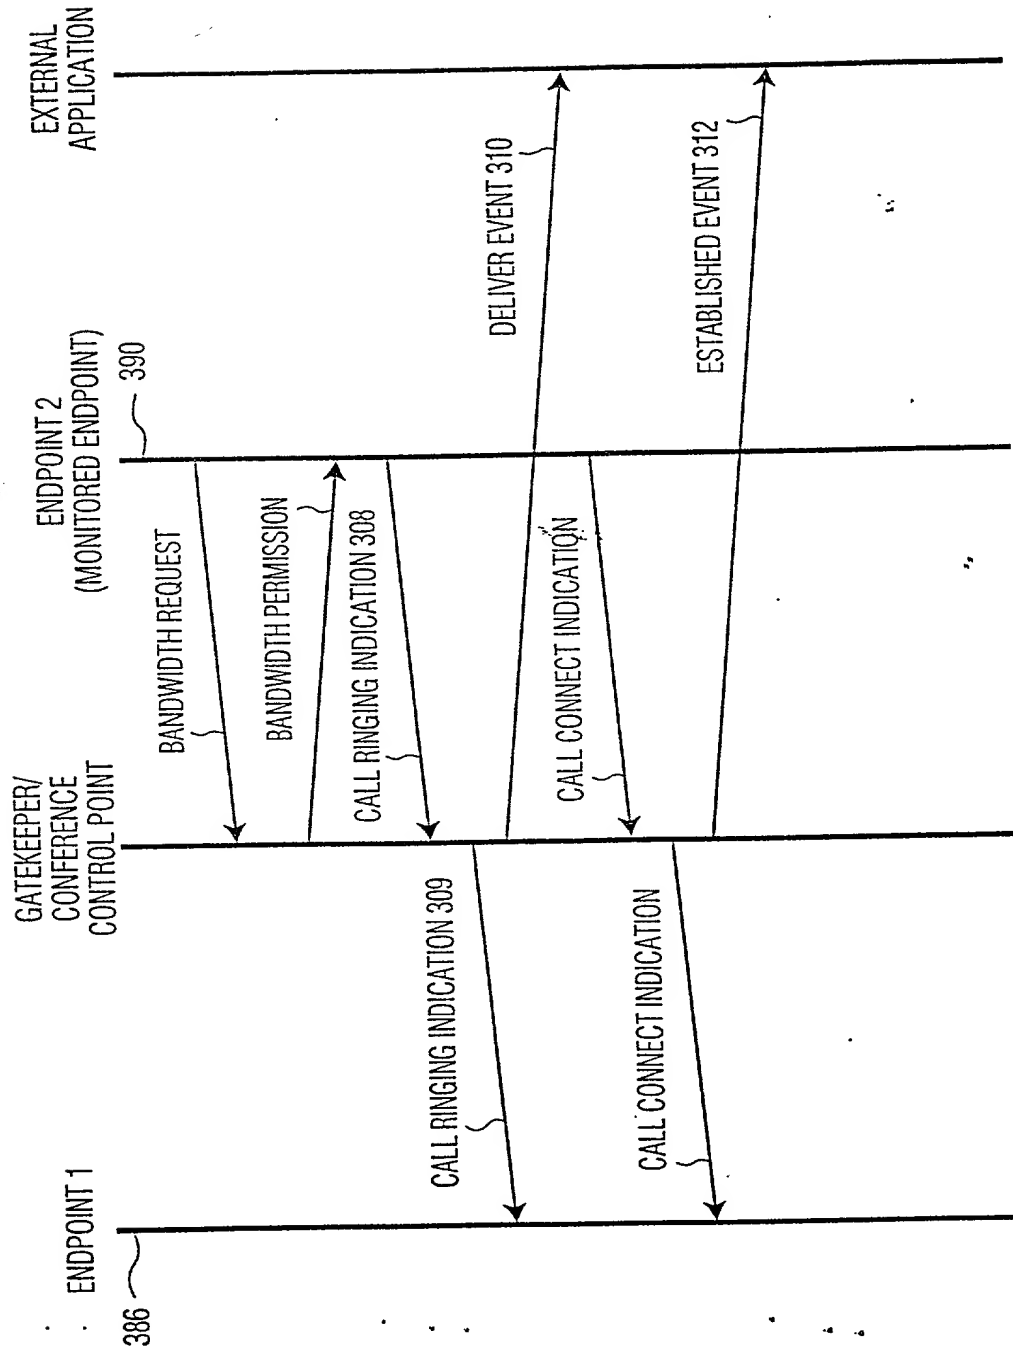 ENDPOINT 1
386
GATEKEEPER/
CONFERENCE
CONTROL POINT
ENDPOINT 2
(MONITORED ENDPOINT)
390
EXTERNAL
APPLICATION
BANDWIDTH REQUEST
BANDWIDTH PERMISSION
CALL RINGING INDICATION 308
CALL RINGING INDICATION 309
DELIVER EVENT 310
CALL CONNECT INDICATION
CALL CONNECT INDICATION
ESTABLISHED EVENT 312